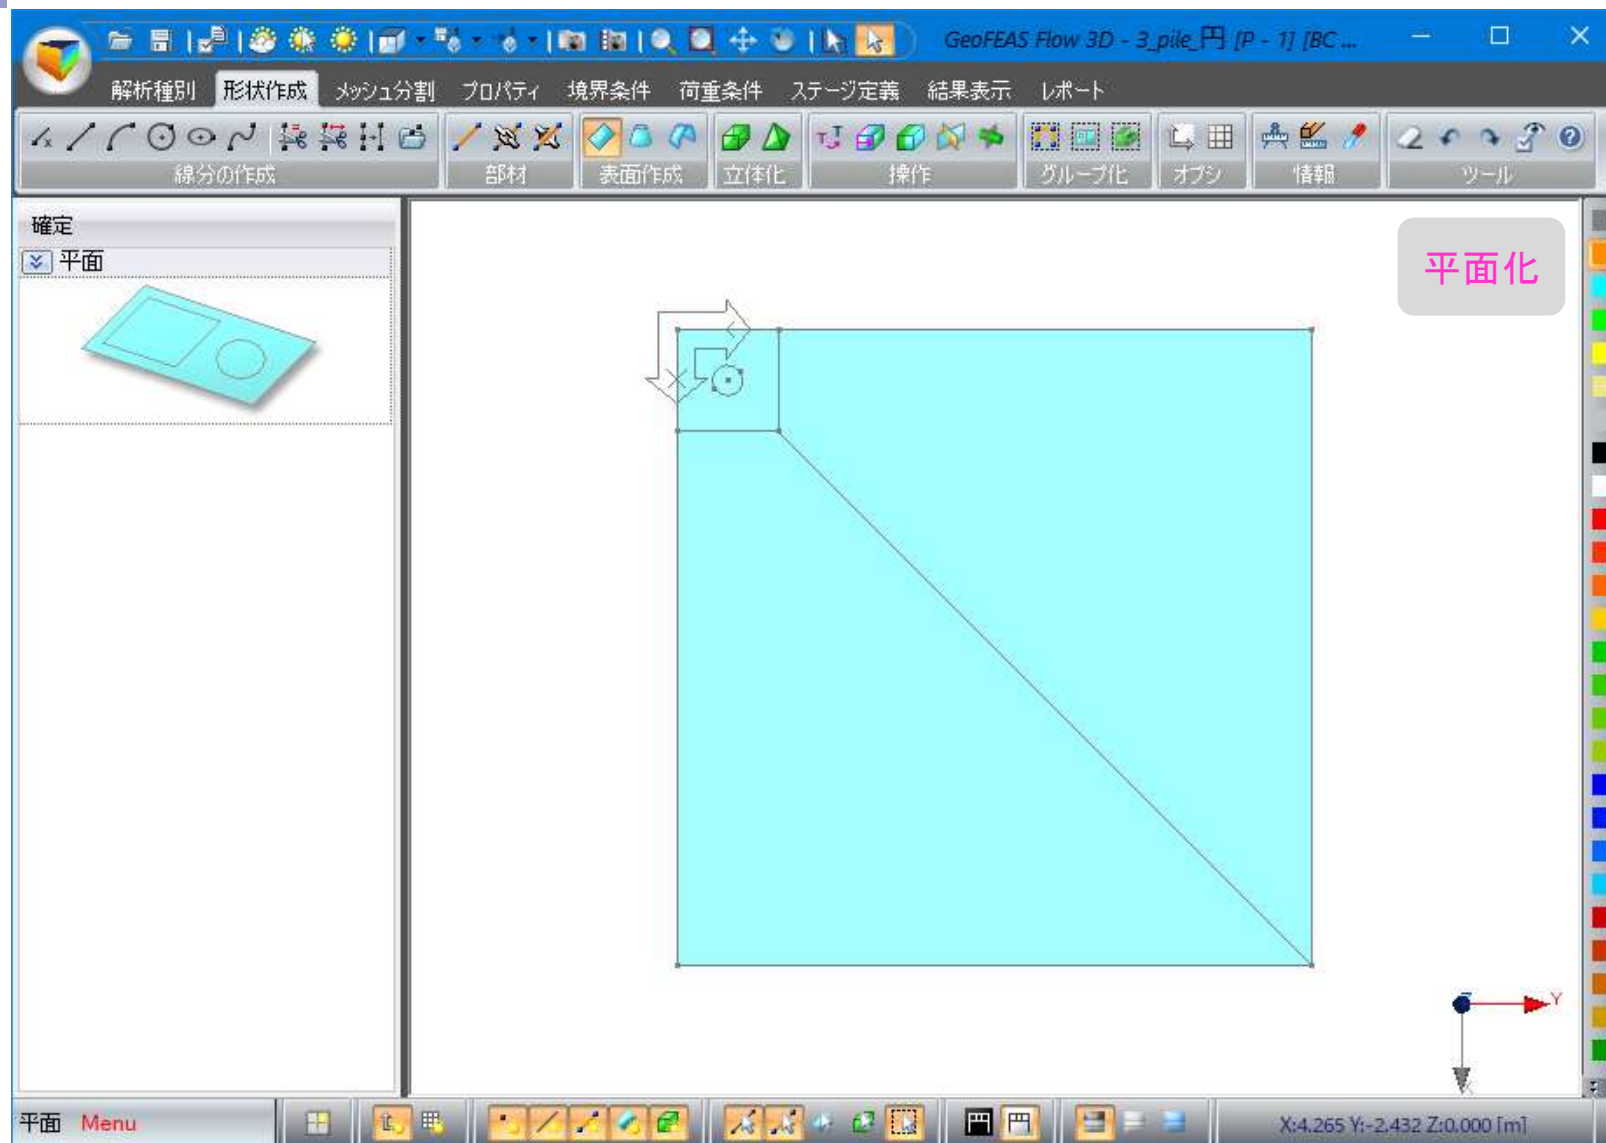 GeoFEAS Flow 3D - 3_pile_円 [P - 1] [BC ...
解析種別 形状作成 メッシュ分割 プロパティ 境界条件 荷重条件 ステージ定義 結果表示 レポート
線分の作成 部材 表面作成 立体化 操作 グループ化 オプシ 情報 ツール
確定
平面
平面化
Y
X
平面 Menu
X:4.265 Y:-2.432 Z:0.000 [m]